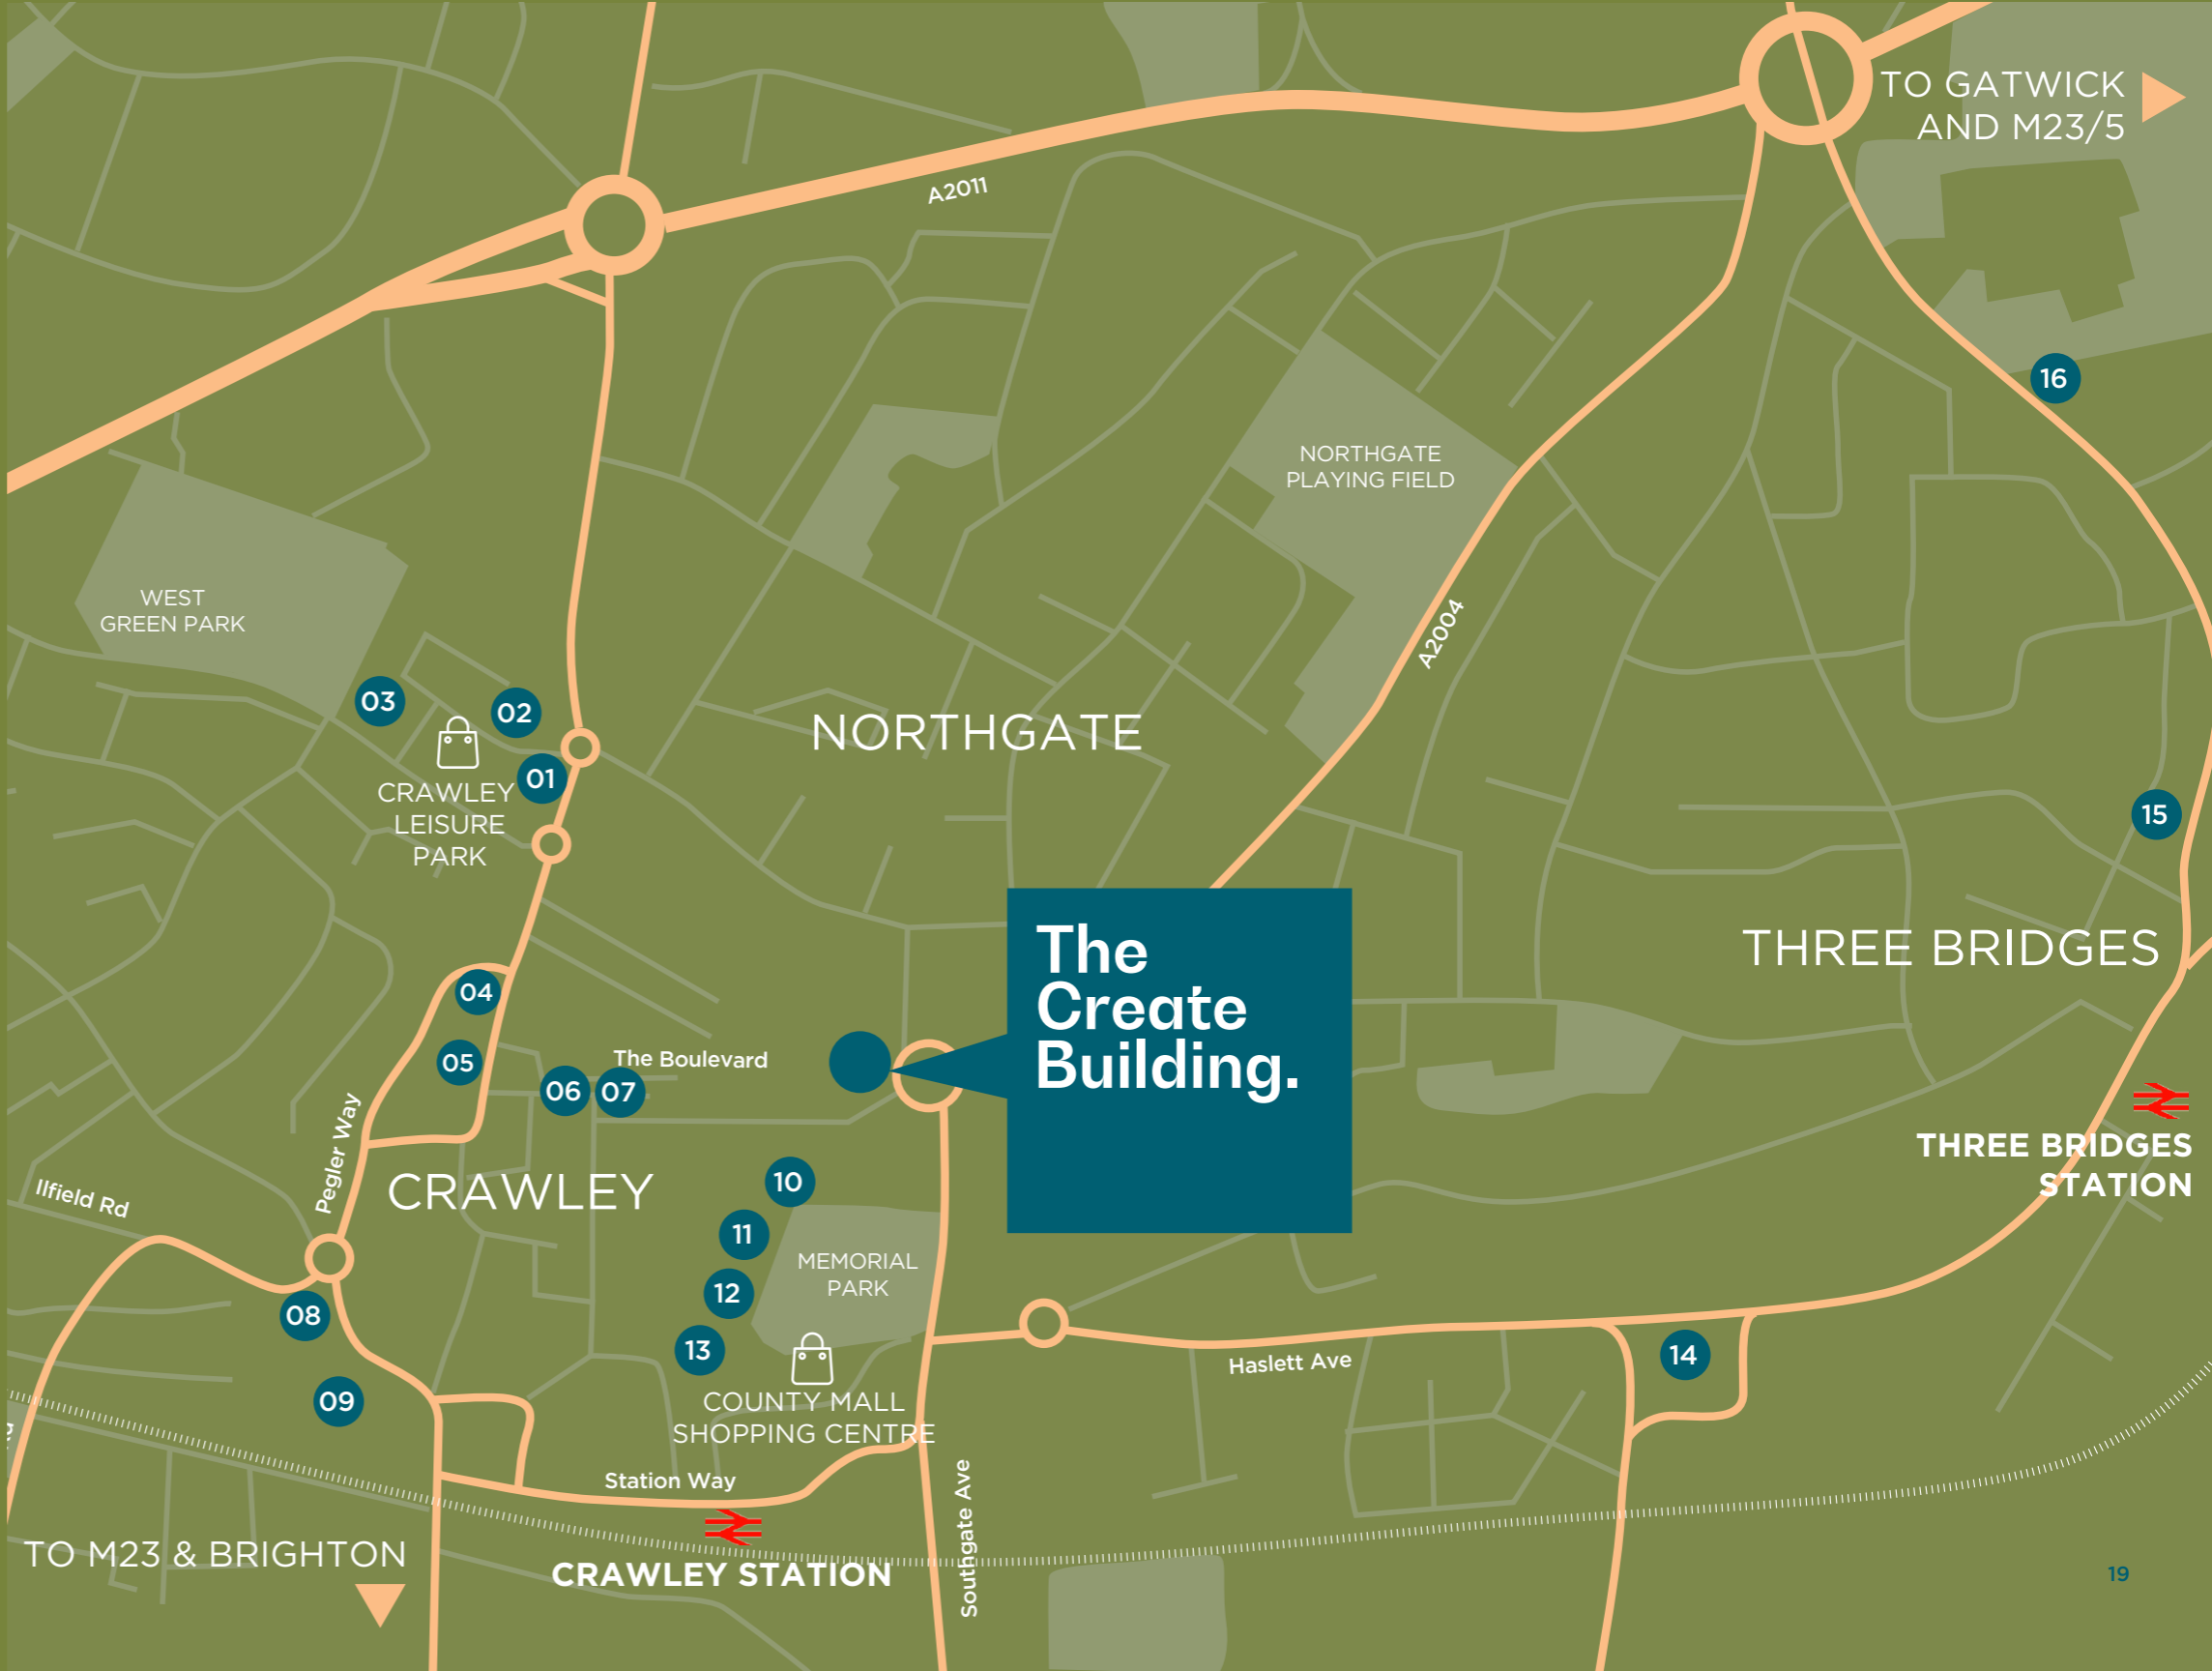 TO GATWICK
AND M23/5
A2011
16
NORTHGATE
PLAYING FIELD
WEST
GREEN PARK
A2004
03
02
NORTHGATE
01
CRAWLEY
LEISURE
PARK
15
The
Create
Building.
THREE BRIDGES
04
05
The Boulevard
06
07
Pegler Way
THREE BRIDGES
STATION
CRAWLEY
10
Ilfield Rd
11
MEMORIAL
PARK
12
08
13
Haslett Ave
14
09
COUNTY MALL
SHOPPING CENTRE
Station Way
Southgate Ave
TO M23 & BRIGHTON
CRAWLEY STATION
19